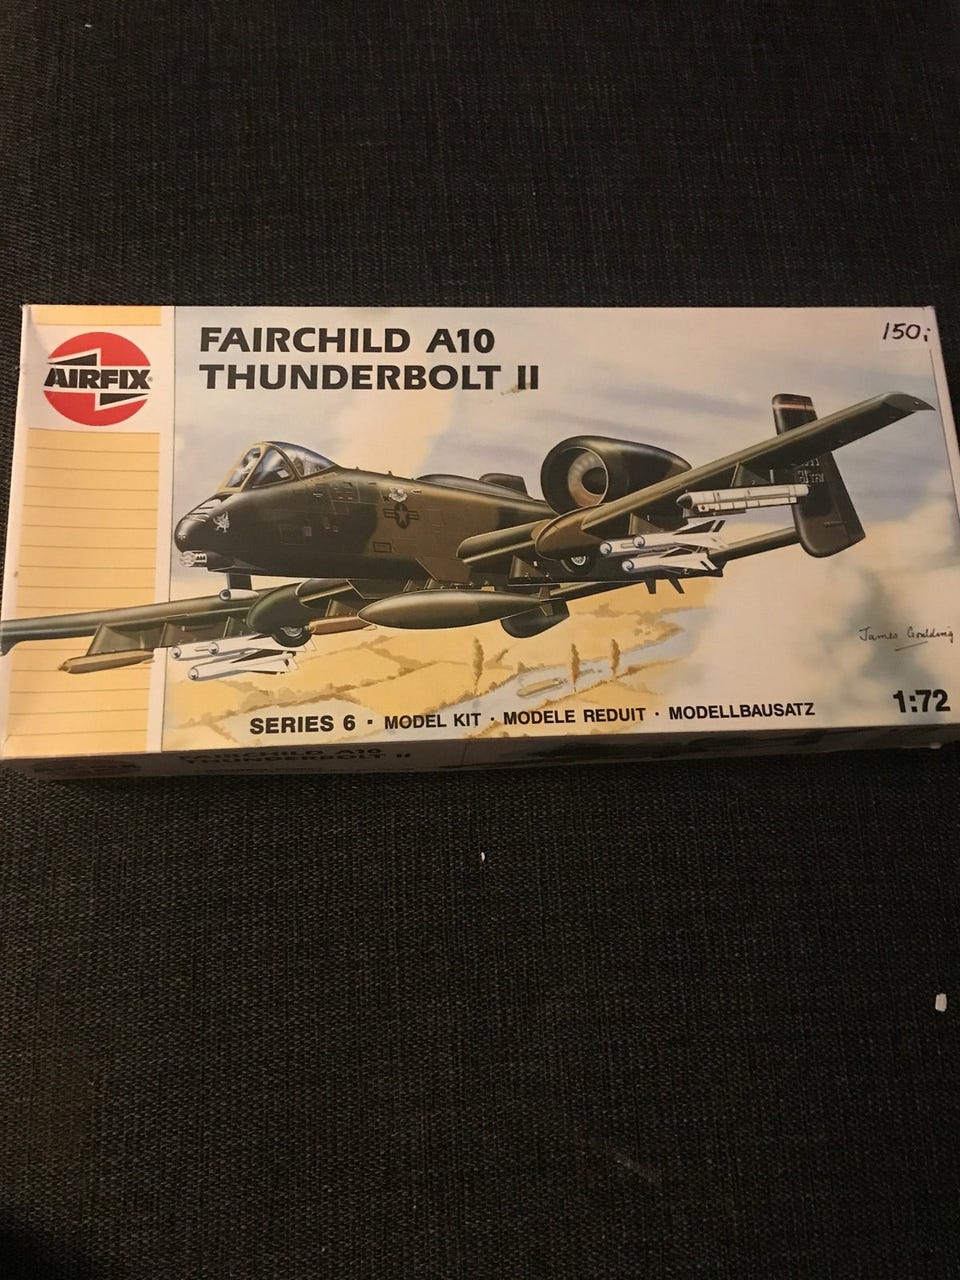 FAIRCHILD A10
THUNDERBOLT II
150,-
AIRFIX®
James Goulding
1:72
SERIES 6 · MODEL KIT · MODELE REDUIT · MODELLBAUSATZ
FAIRCHILD A10
THUNDERBOLT II